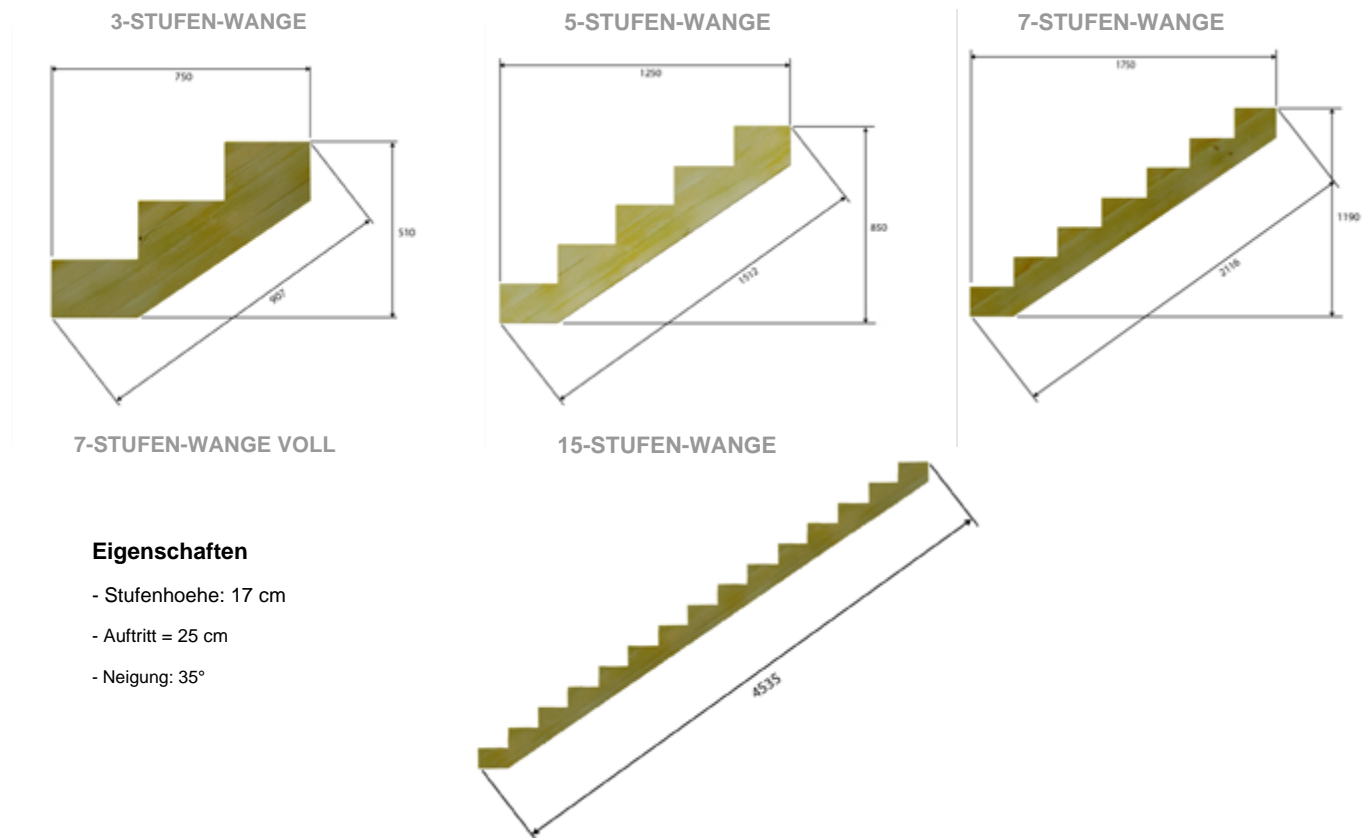 3-STUFEN-WANGE
750
510
907
5-STUFEN-WANGE
1250
850
1512
7-STUFEN-WANGE
1750
1190
2116
7-STUFEN-WANGE VOLL
Eigenschaften
- Stufenhoehe: 17 cm
- Auftritt = 25 cm
- Neigung: 35°
15-STUFEN-WANGE
4535